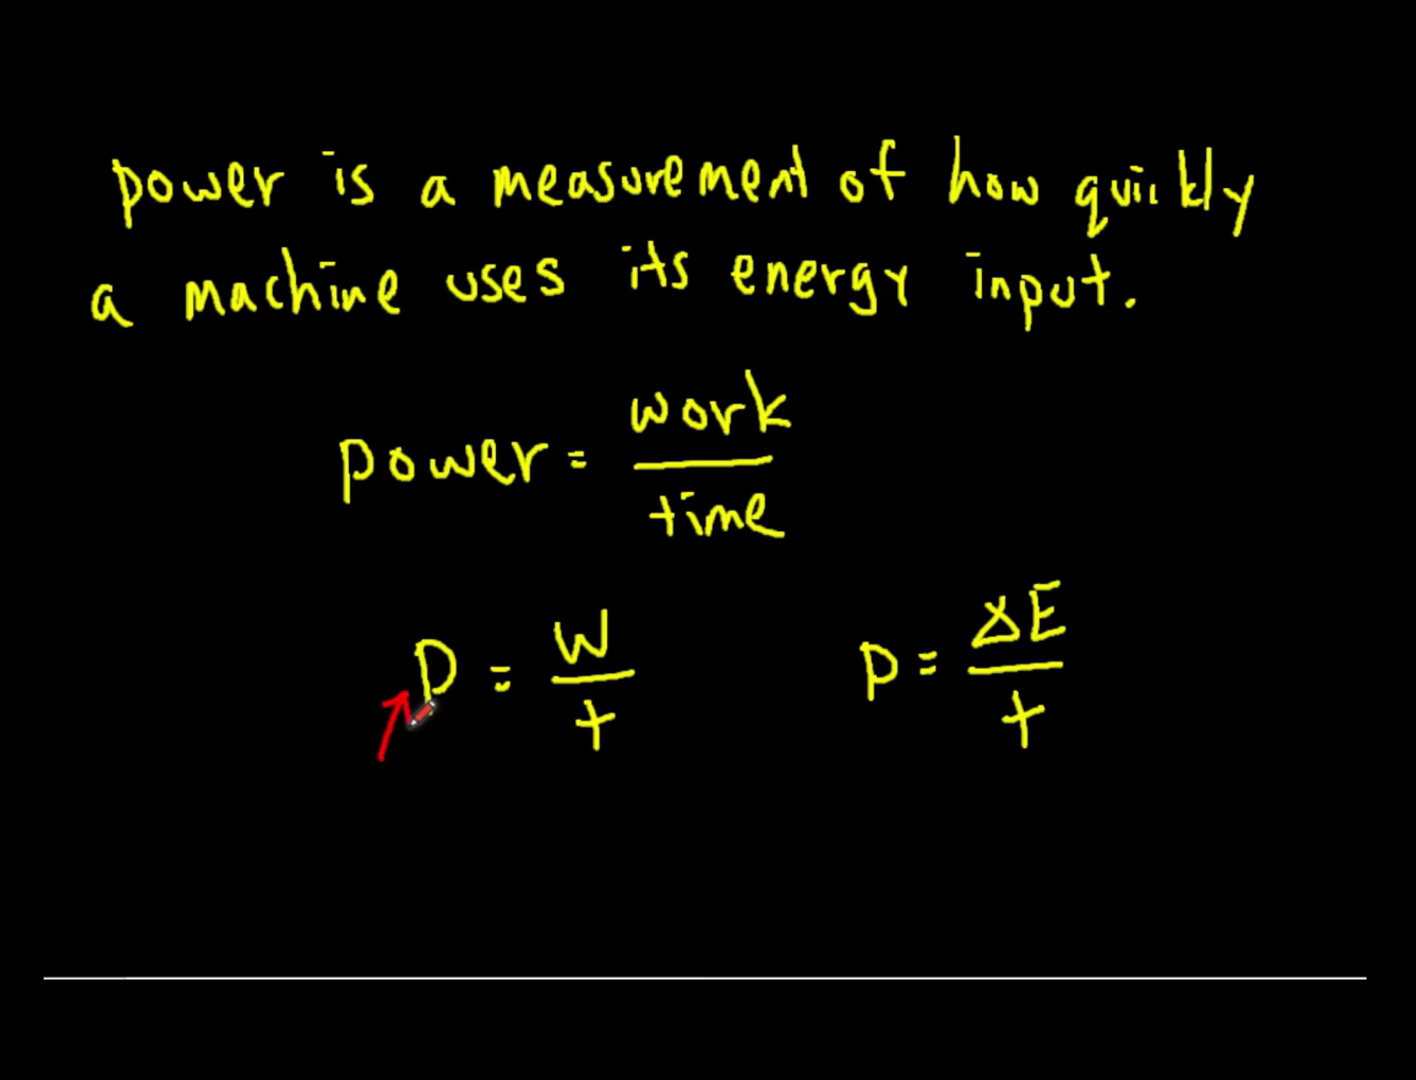 power is a measurement of how quickly
a machine uses its energy input.
power = work / time
P = W / t
P = ΔE / t